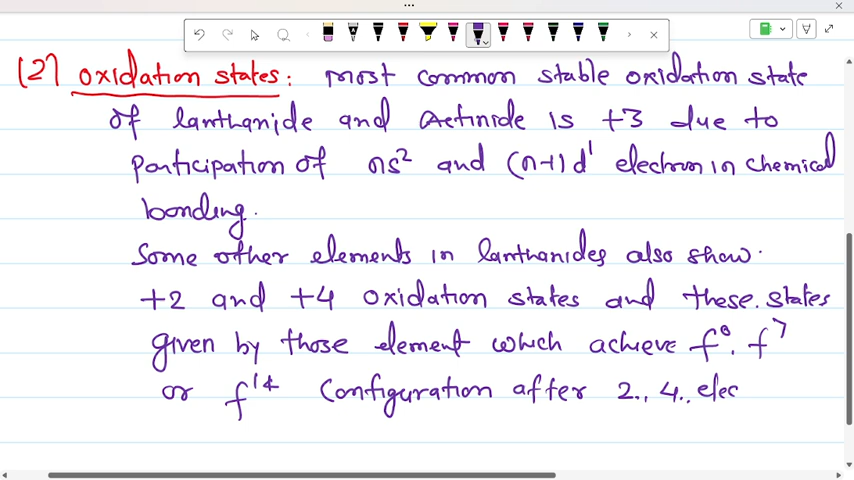 (2) Oxidation states: most common stable oxidation state
of lanthanide and Actinide is +3 due to
Participation of ns² and (n-1)d¹ electron in chemical
bonding.
Some other elements in lanthanides also show.
+2 and +4 oxidation states and these states
given by those element which achieve f⁰, f⁷
or f¹⁴ Configuration after 2., 4., elec